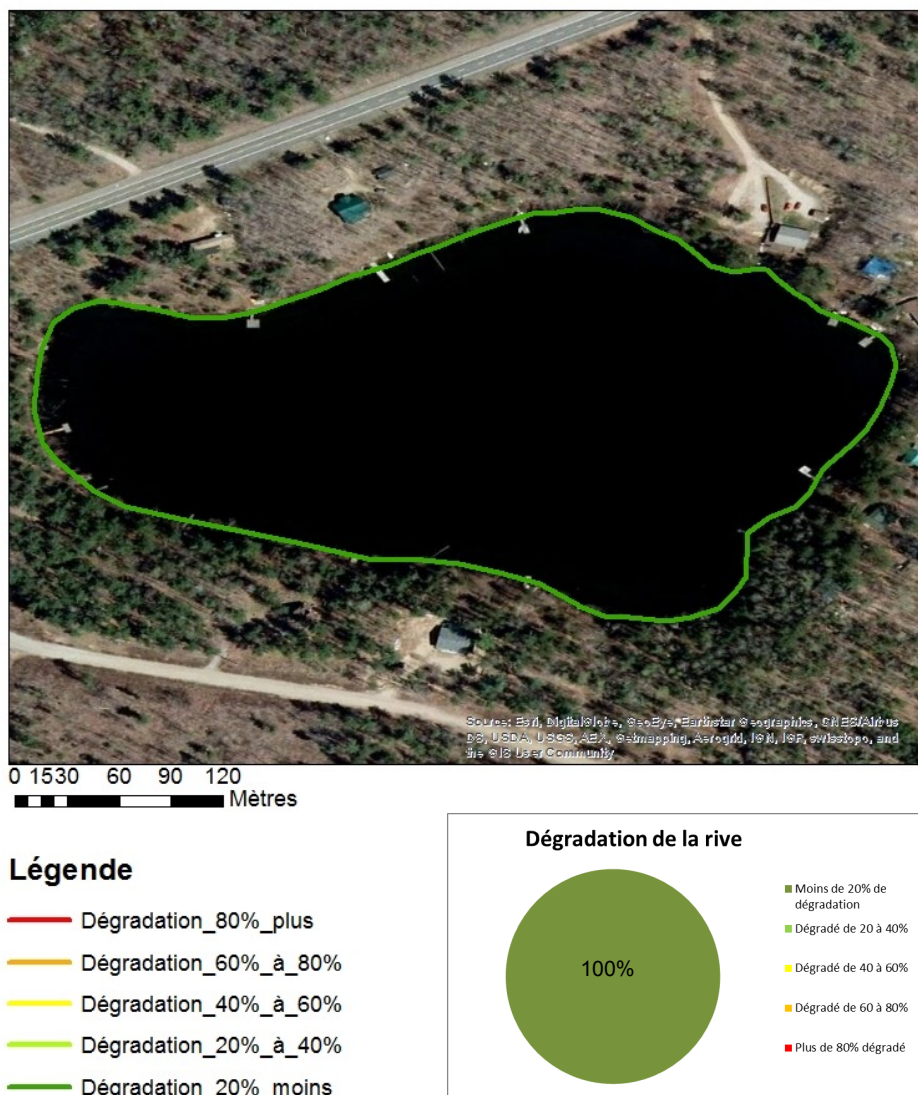 Source: Esri, DigitalGlobe, GeoEye, Earthstar Geographics, CNES/Airbus
DS, USDA, USGS, AEX, Getmapping, Aerogrid, IGN, IGP, swisstopo, and
the GIS User Community
0 15 30 60 90 120
Mètres
Légende
Dégradation_80%_plus
Dégradation_60%_à_80%
Dégradation_40%_à_60%
Dégradation_20%_à_40%
Dégradation_20%_moins
Dégradation de la rive
100%
Moins de 20% de
dégradation
Dégradé de 20 à 40%
Dégradé de 40 à 60%
Dégradé de 60 à 80%
Plus de 80% dégradé